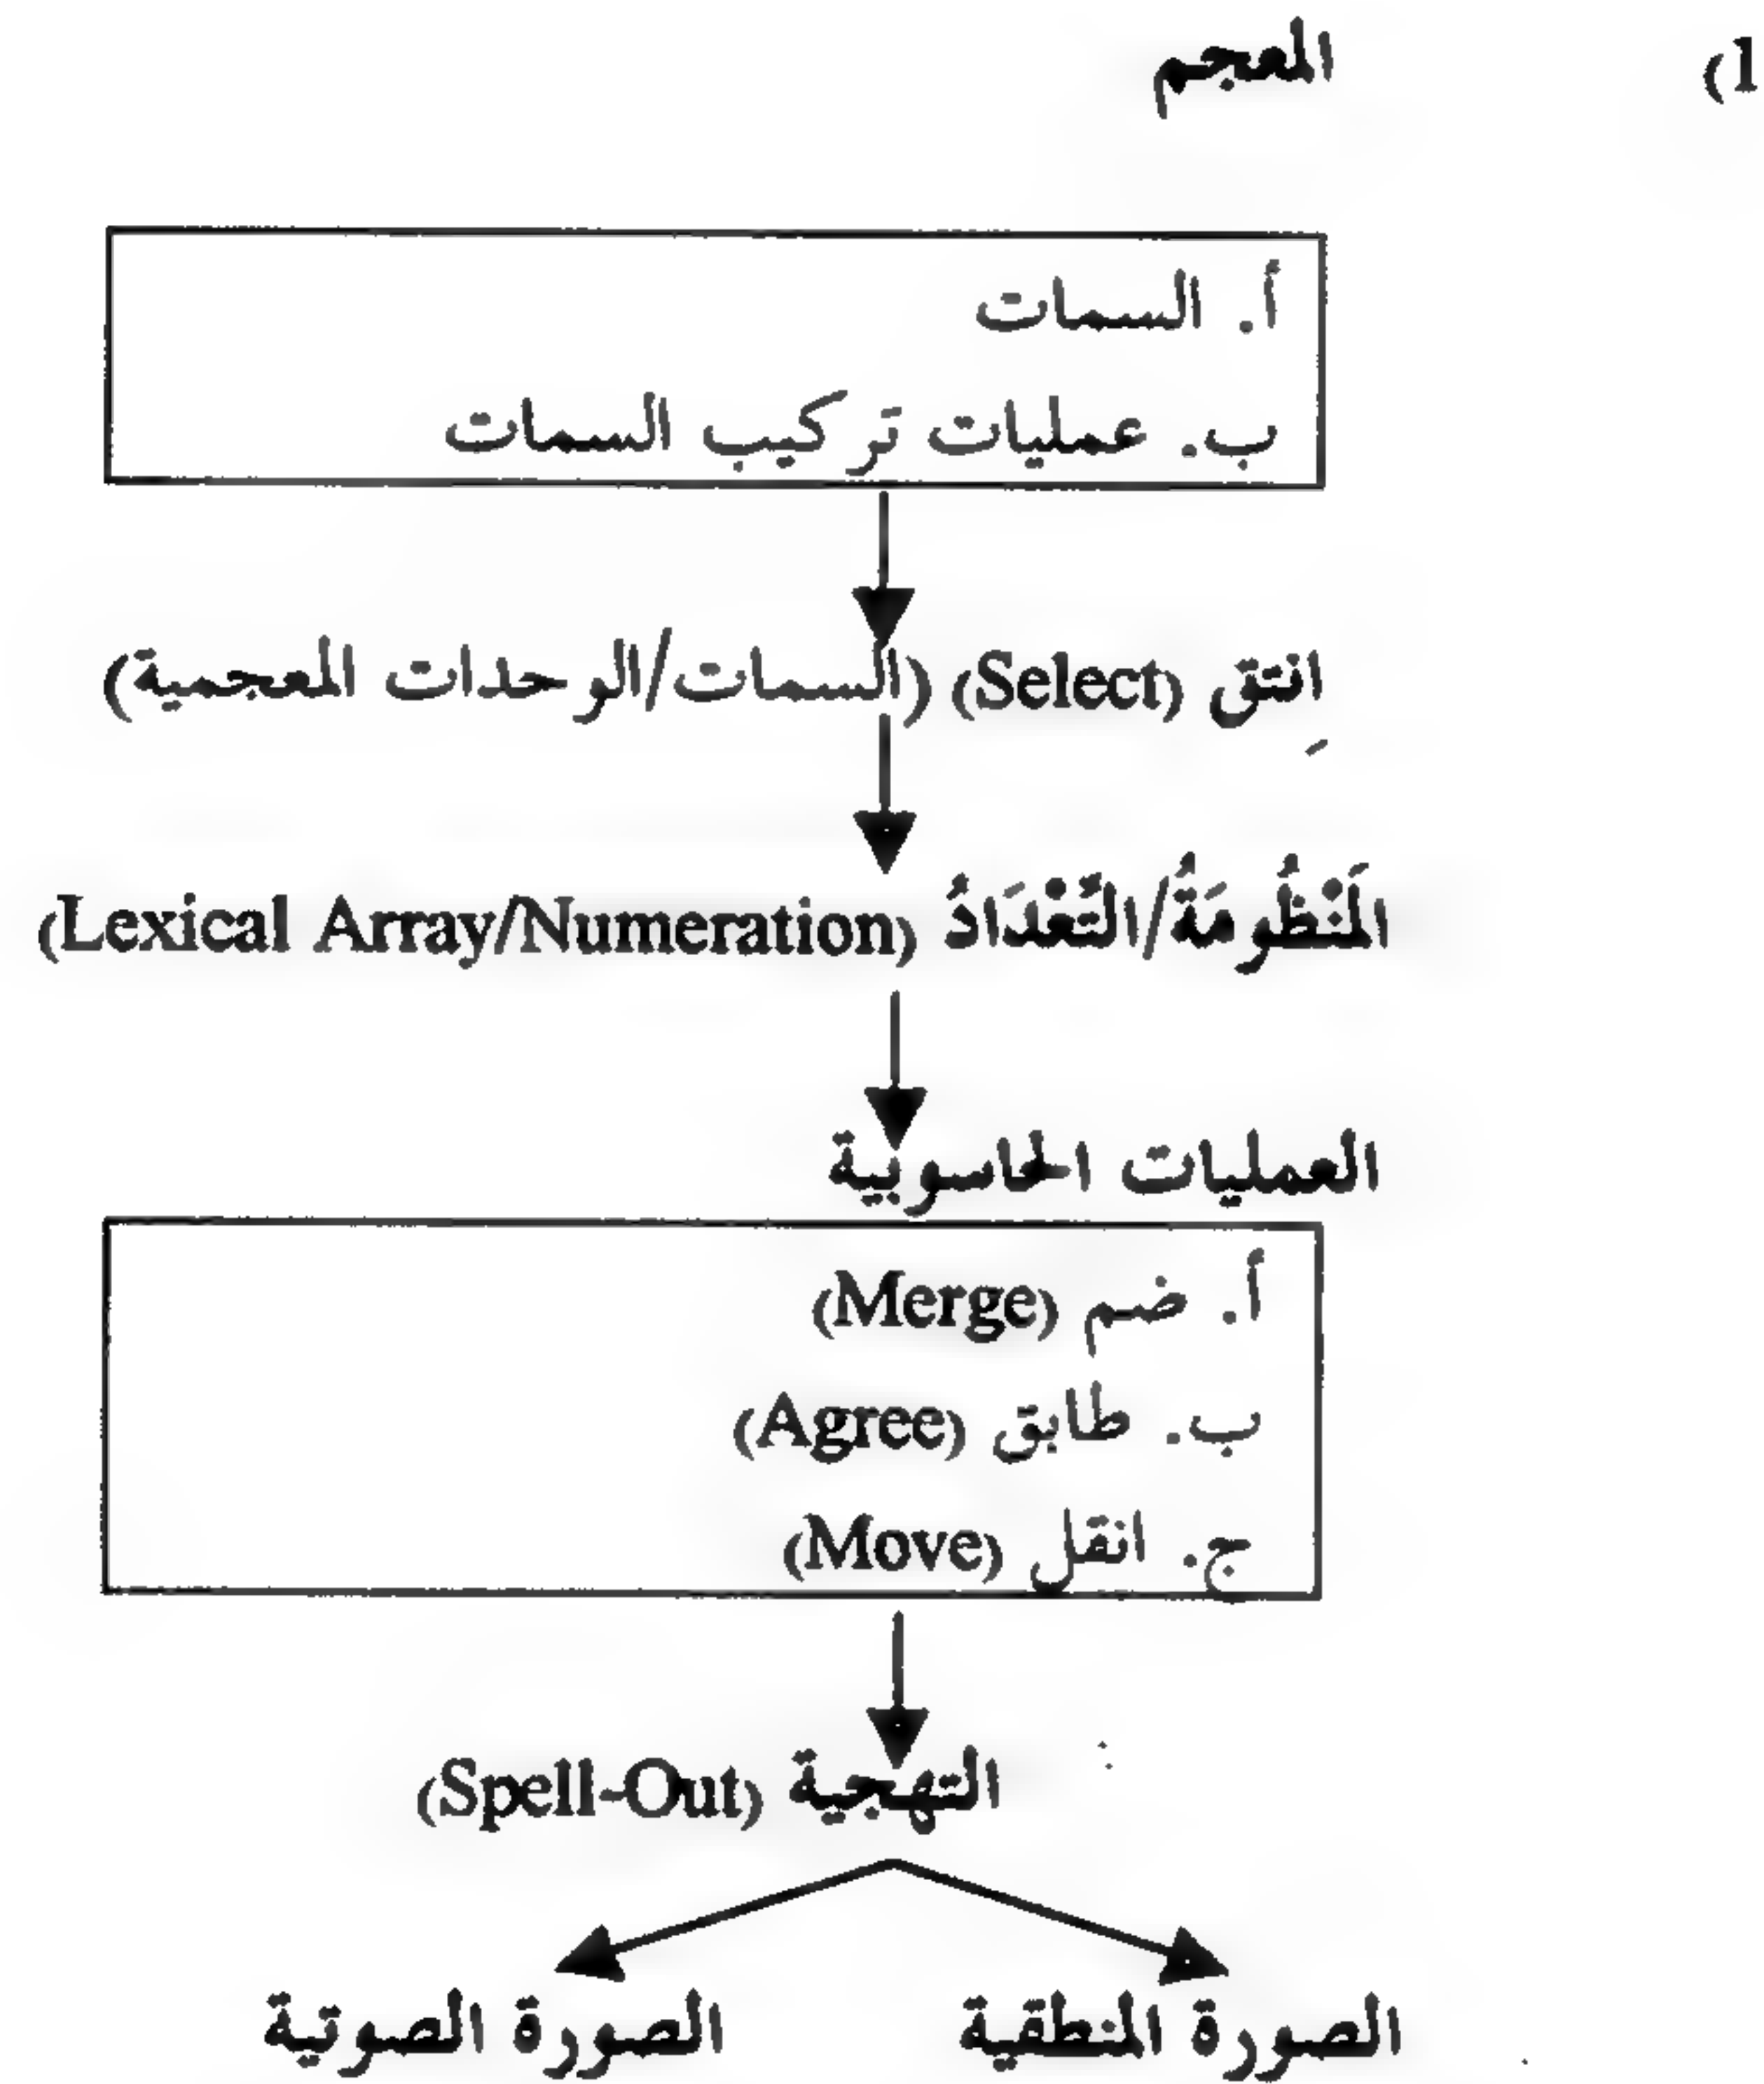 1) المعجم
أ. السمات
ب. عمليات تركيب السمات
اِنتق (Select) (السمات/الوحدات المعجمية)
المَنْظُومَةُ/التَّعْدَادُ (Lexical Array/Numeration)
العمليات الحاسوبية
أ. ضم (Merge)
ب. طابق (Agree)
ج. انقل (Move)
التهجية (Spell-Out)
الصورة المنطقية الصورة الصوتية